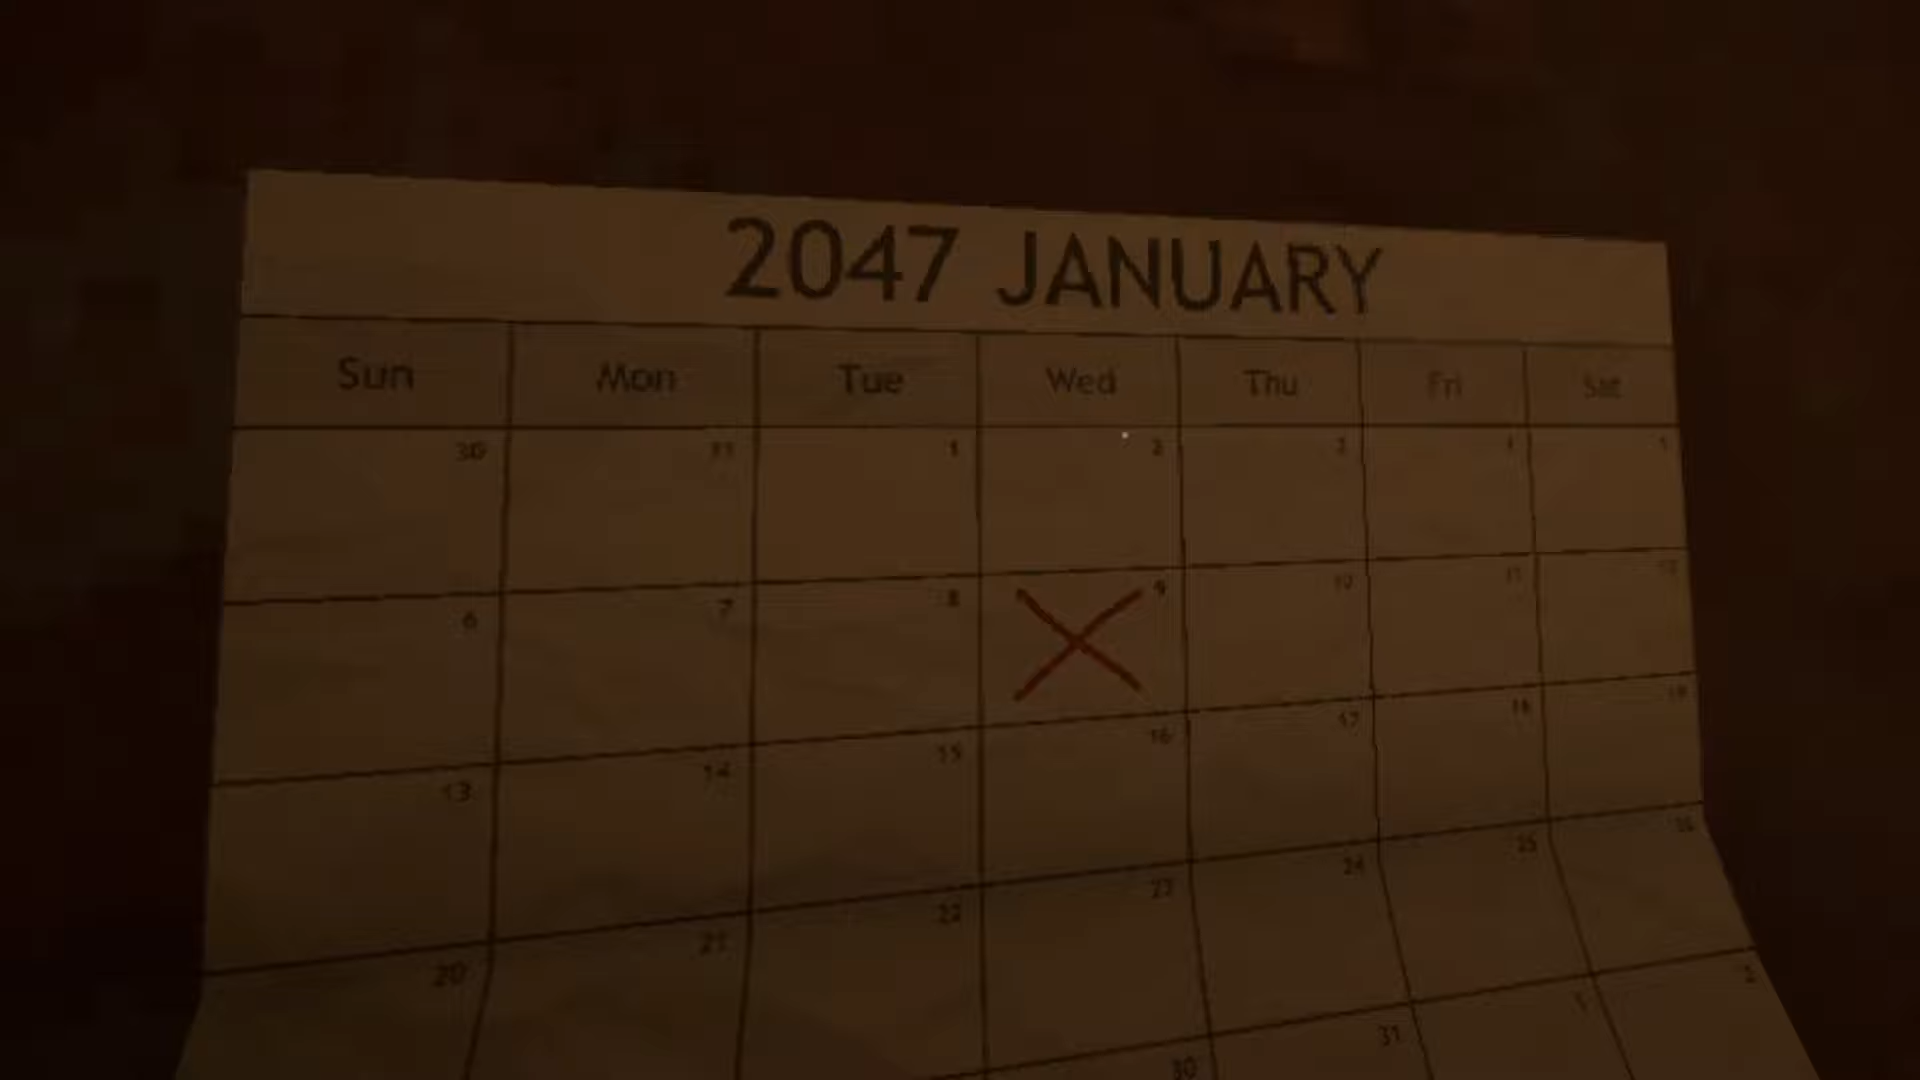 2047 JANUARY
Sun Mon Tue Wed Thu Fri Sat
30 31 1 2 3 4 5
6 7 8 9 10 11 12
13 14 15 16 17 18 19
20 21 22 23 24 25 26
30 31 1 2